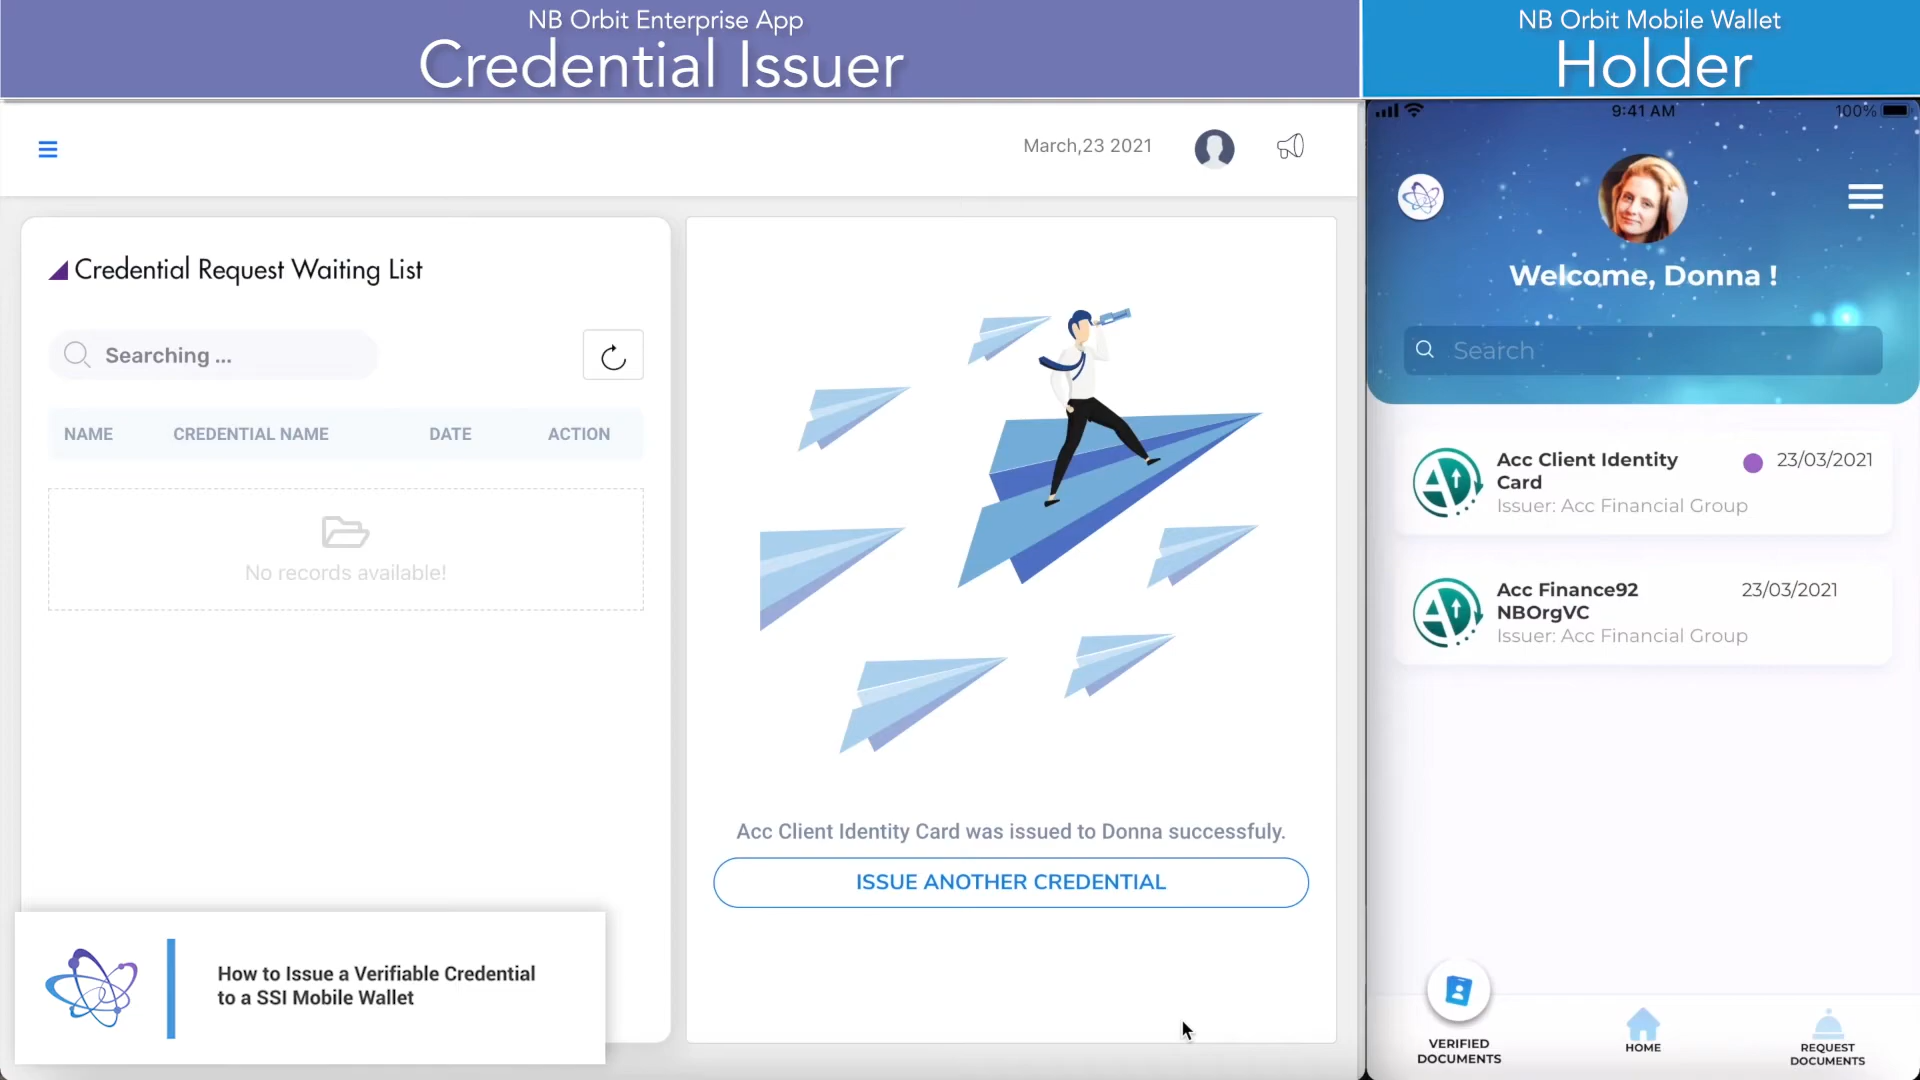 NB Orbit Enterprise App
Credential Issuer
NB Orbit Mobile Wallet
Holder
March,23 2021
Credential Request Waiting List
Searching ...
NAME CREDENTIAL NAME DATE ACTION
No records available!
Acc Client Identity Card was issued to Donna successfuly.
ISSUE ANOTHER CREDENTIAL
How to Issue a Verifiable Credential
to a SSI Mobile Wallet
9:41 AM 100%
Welcome, Donna !
Search
Acc Client Identity 23/03/2021
Card
Issuer: Acc Financial Group
Acc Finance92 23/03/2021
NBOrgVC
Issuer: Acc Financial Group
VERIFIED
DOCUMENTS
HOME
REQUEST
DOCUMENTS